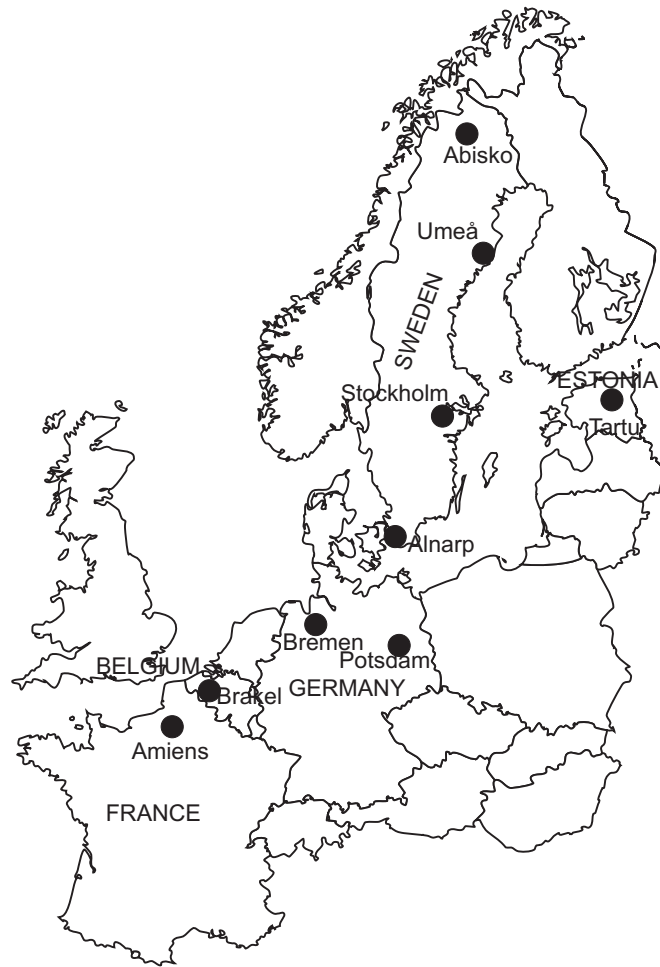 Abisko
Umeå
SWEDEN
ESTONIA
Stockholm
Tartu
Alnarp
Bremen
Potsdam
BELGIUM
GERMANY
Brakel
Amiens
FRANCE